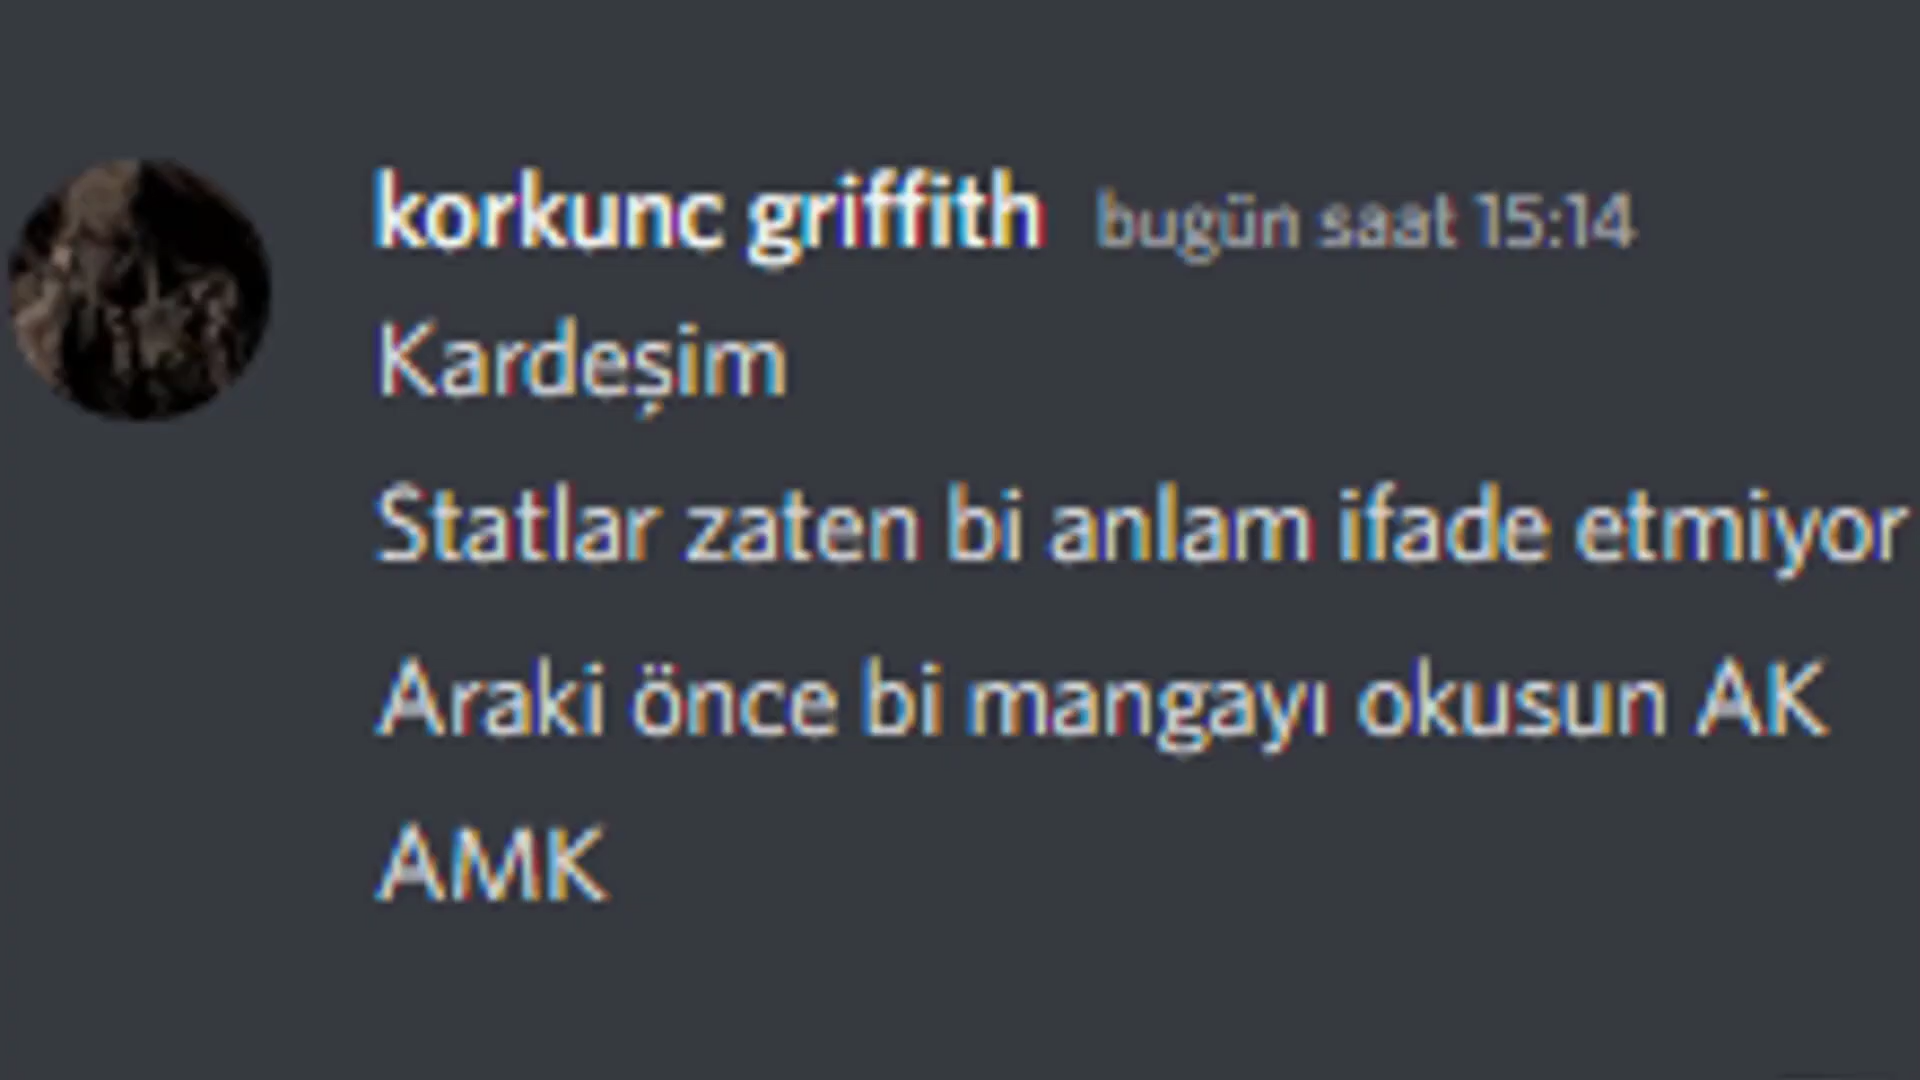 korkunc griffith bugün saat 15:14
Kardeşim
Statlar zaten bi anlam ifade etmiyor
Araki önce bi mangayı okusun AK
AMK